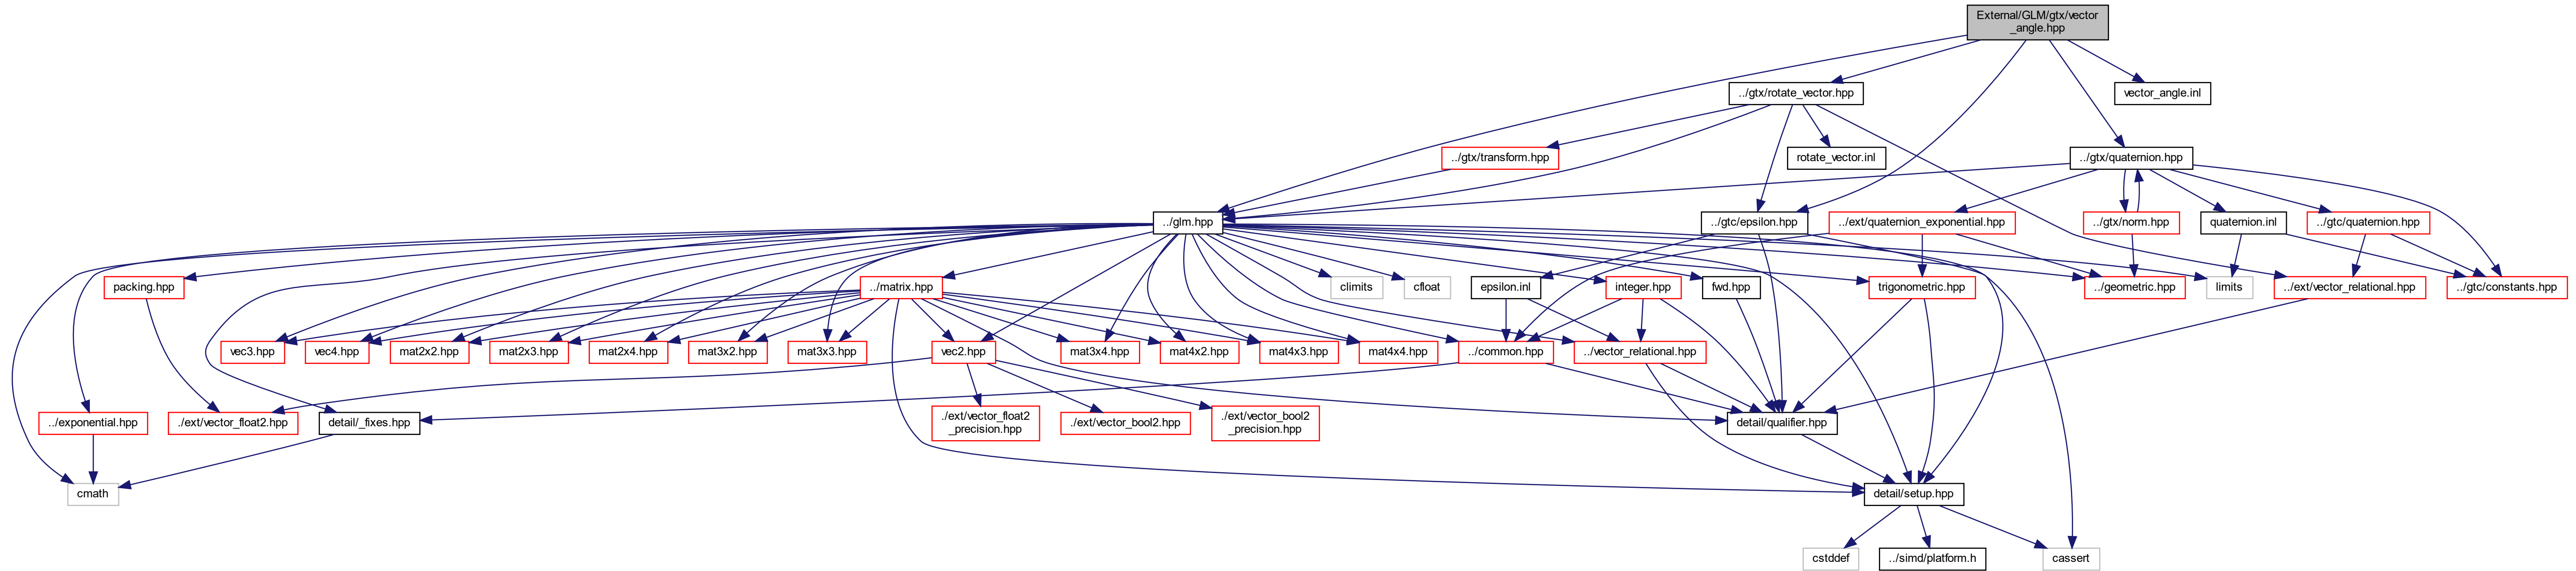 External/GLM/gtx/vector
_angle.hpp
../gtx/rotate_vector.hpp
vector_angle.inl
../gtx/transform.hpp
rotate_vector.inl
../gtx/quaternion.hpp
../glm.hpp
../gtc/epsilon.hpp
../ext/quaternion_exponential.hpp
../gtx/norm.hpp
quaternion.inl
../gtc/quaternion.hpp
packing.hpp
../matrix.hpp
climits
cfloat
epsilon.inl
integer.hpp
fwd.hpp
trigonometric.hpp
../geometric.hpp
limits
../ext/vector_relational.hpp
../gtc/constants.hpp
vec3.hpp
vec4.hpp
mat2x2.hpp
mat2x3.hpp
mat2x4.hpp
mat3x2.hpp
mat3x3.hpp
vec2.hpp
mat3x4.hpp
mat4x2.hpp
mat4x3.hpp
mat4x4.hpp
../common.hpp
../vector_relational.hpp
../exponential.hpp
./ext/vector_float2.hpp
detail/_fixes.hpp
./ext/vector_float2
_precision.hpp
./ext/vector_bool2.hpp
./ext/vector_bool2
_precision.hpp
detail/qualifier.hpp
cmath
detail/setup.hpp
cstddef
../simd/platform.h
cassert